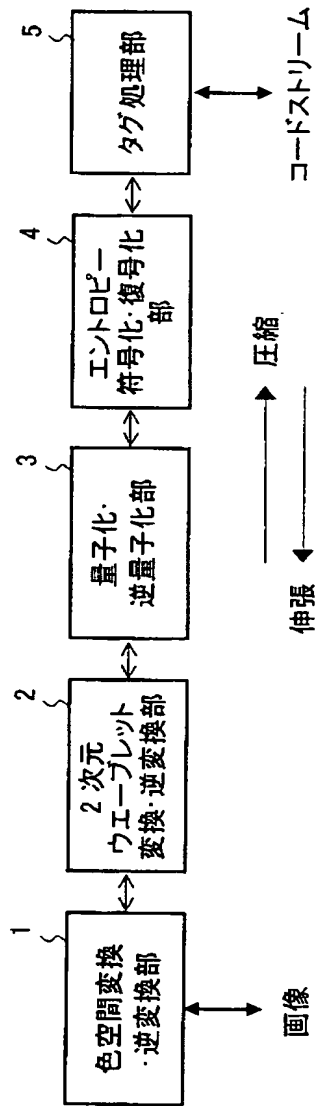 1
色空間変換
・逆変換部
画像
2
2次元
ウエーブレット
変換・逆変換部
3
量子化・
逆量子化部
4
エントロピー
符号化・復号化
部
5
タグ処理部
コードストリーム
圧縮
伸張